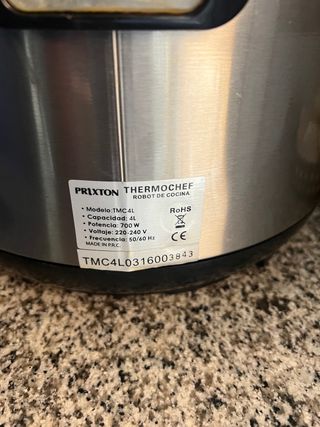 PRIXTON THERMOCHEF
ROBOT DE COCINA
• Modelo: TMC4L
• Capacidad: 4L
• Potencia: 700 W
• Voltaje: 220-240 V
• Frecuencia: 50/60 Hz
MADE IN P.R.C.
RoHS
CE
TMC4L0316003843